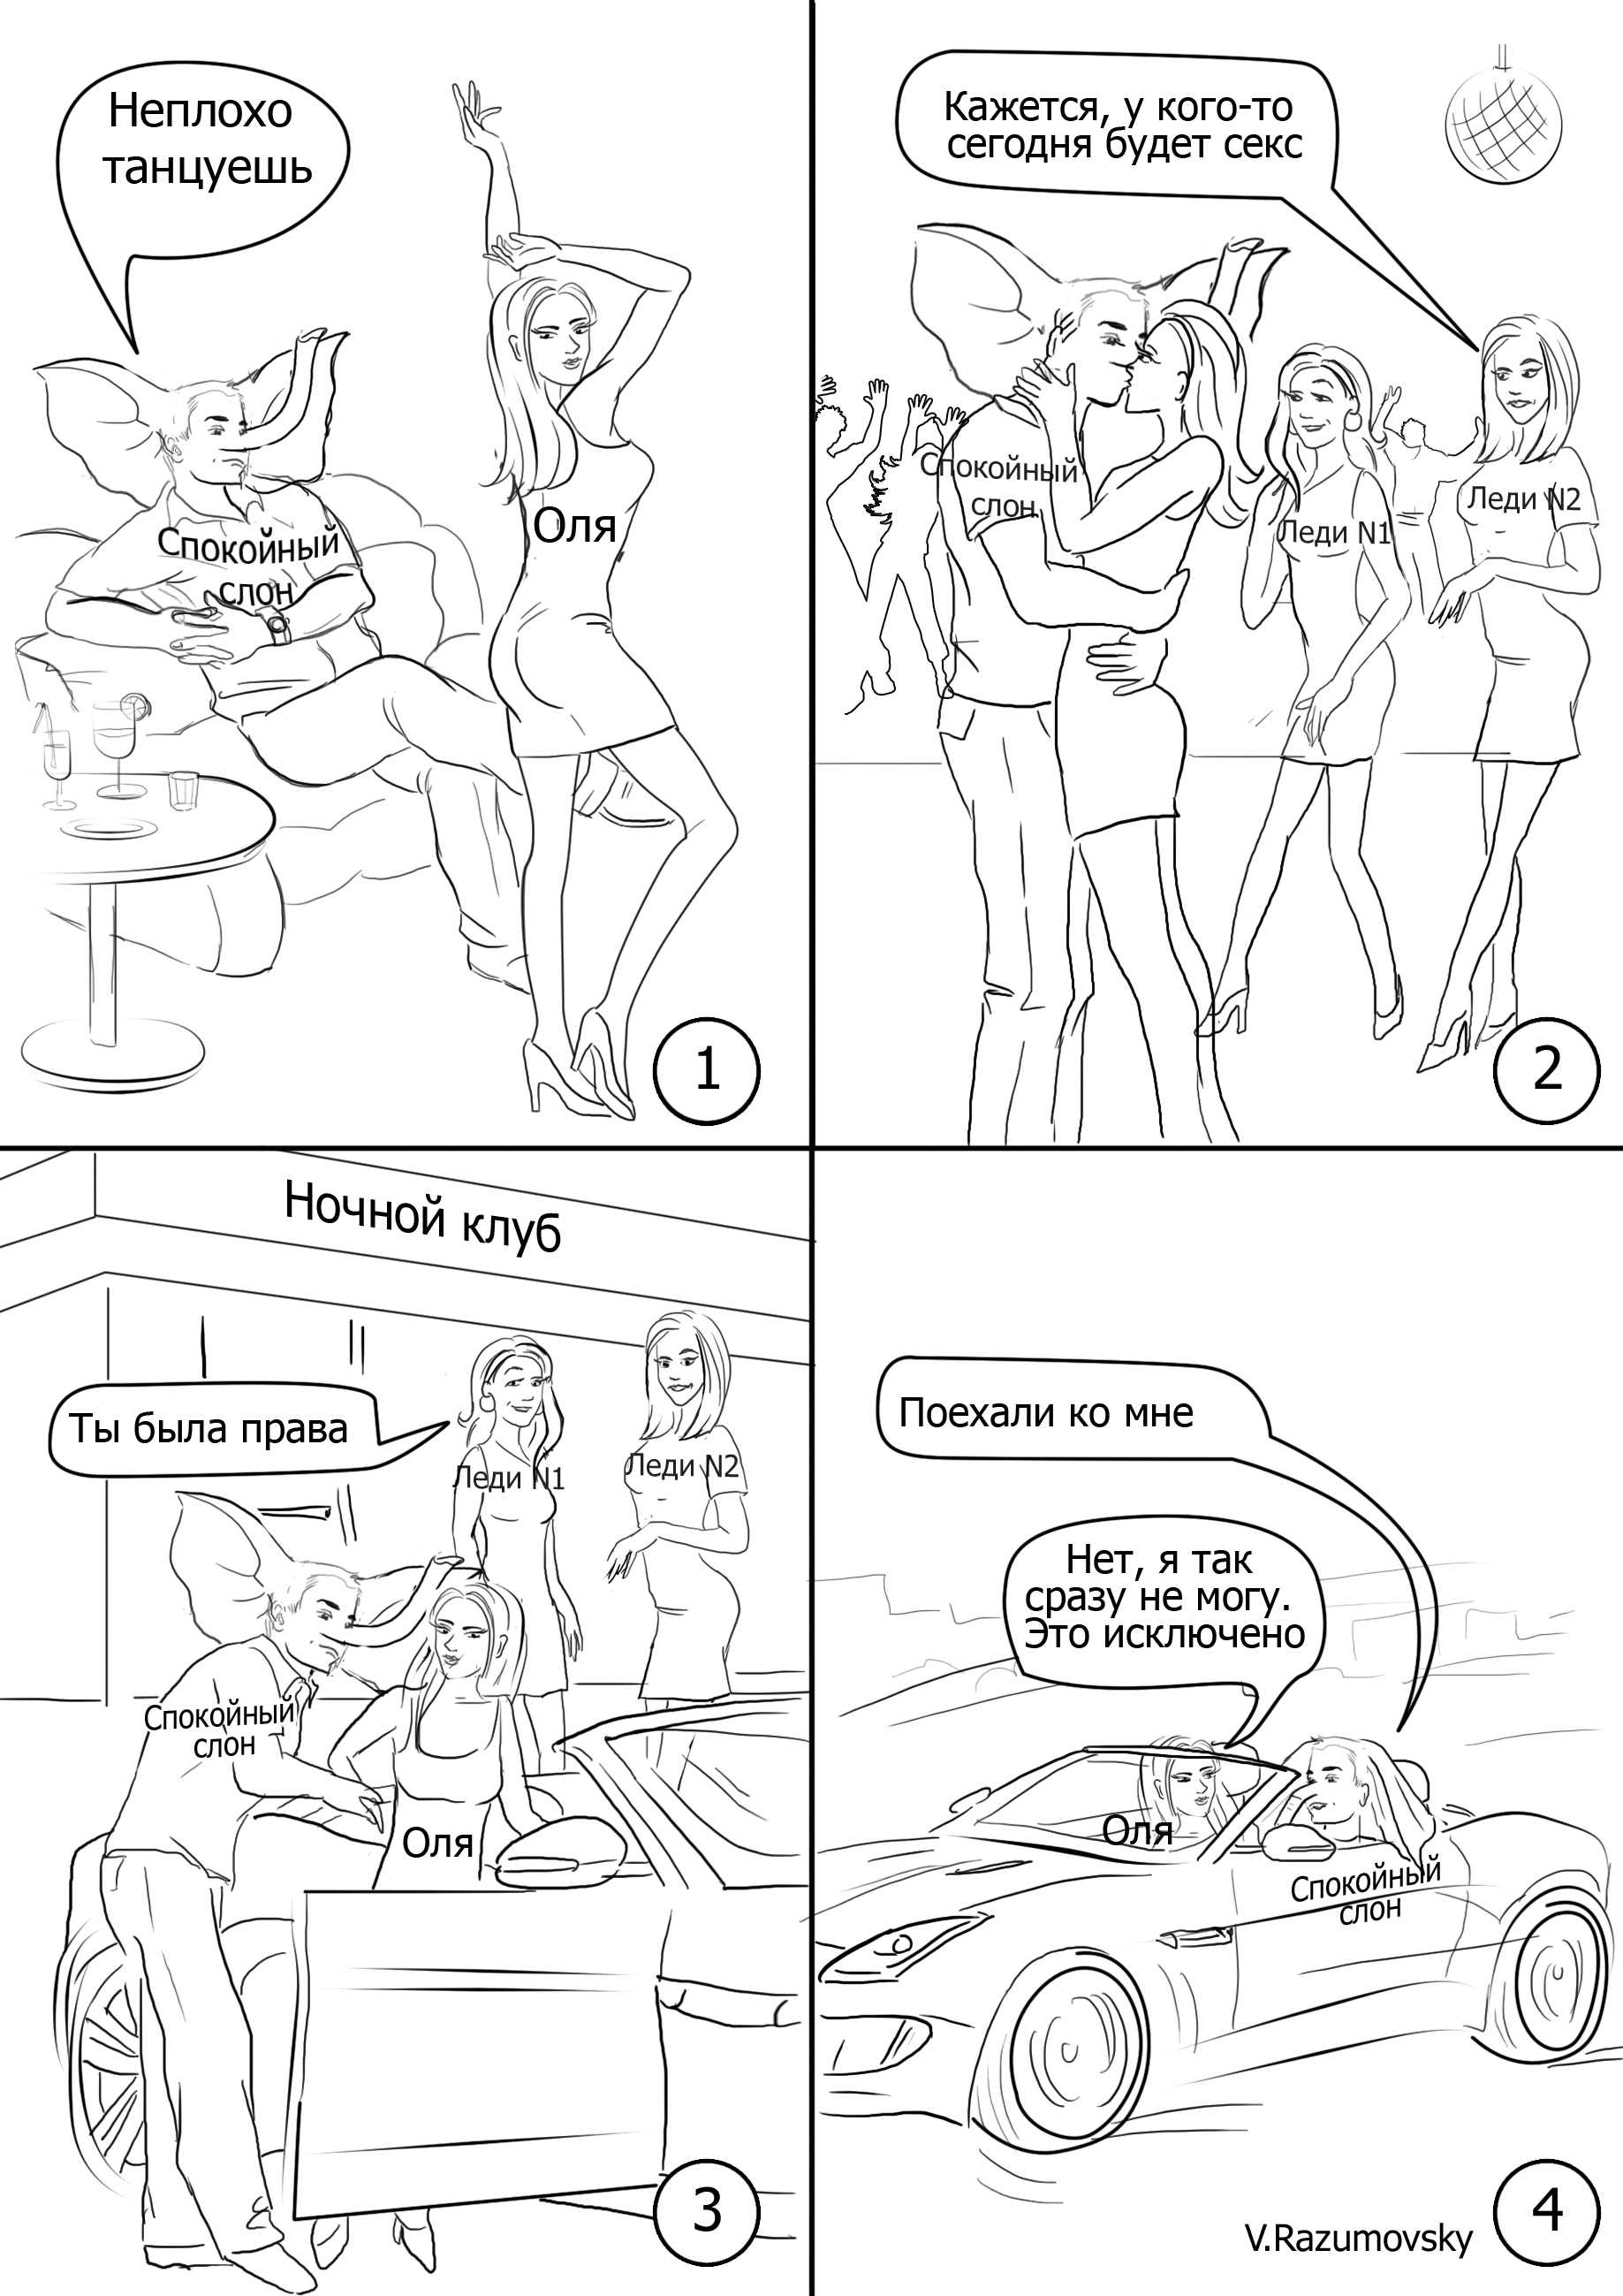 Неплохо
танцуешь
Спокойный
слон
Оля
1
Кажется, у кого-то
сегодня будет секс
Спокойный
слон
Леди N1
Леди N2
2
Ночной клуб
Ты была права
Леди N1
Леди N2
Спокойный
слон
Оля
3
Поехали ко мне
Нет, я так
сразу не могу.
Это исключено
Оля
Спокойный
слон
V.Razumovsky
4